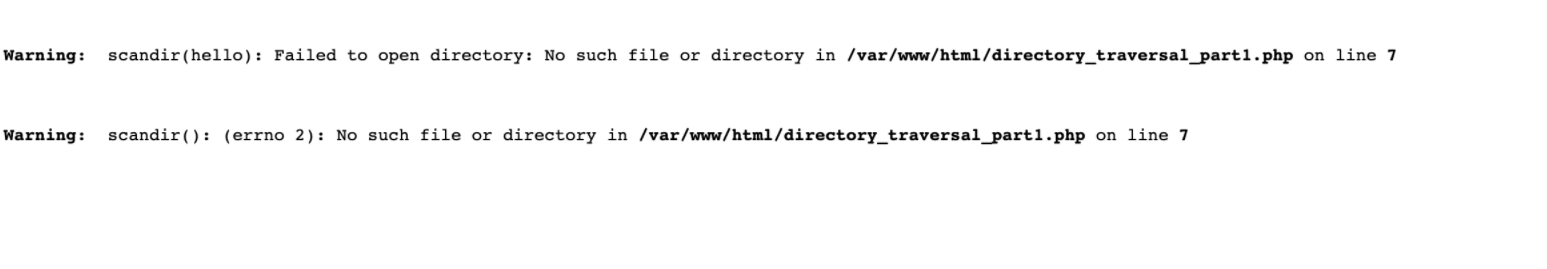 Warning:  scandir(hello): Failed to open directory: No such file or directory in /var/www/html/directory_traversal_part1.php on line 7
Warning:  scandir(): (errno 2): No such file or directory in /var/www/html/directory_traversal_part1.php on line 7